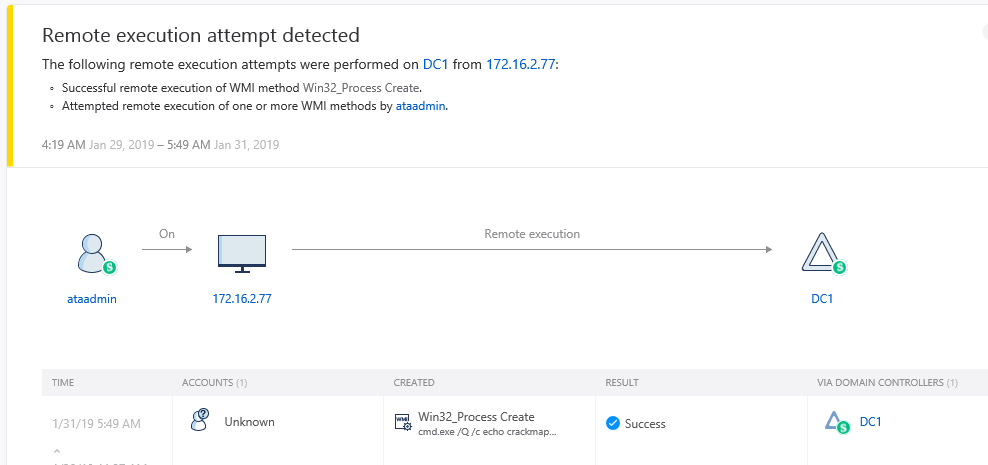 Remote execution attempt detected
The following remote execution attempts were performed on DC1 from 172.16.2.77:
Successful remote execution of WMI method Win32_Process Create.
Attempted remote execution of one or more WMI methods by ataadmin.
4:19 AM Jan 29, 2019 – 5:49 AM Jan 31, 2019
On
Remote execution
ataadmin
172.16.2.77
DC1
TIME ACCOUNTS (1) CREATED RESULT VIA DOMAIN CONTROLLERS (1)
1/31/19 5:49 AM Unknown Win32_Process Create Success DC1
cmd.exe /Q /c echo crackmap...